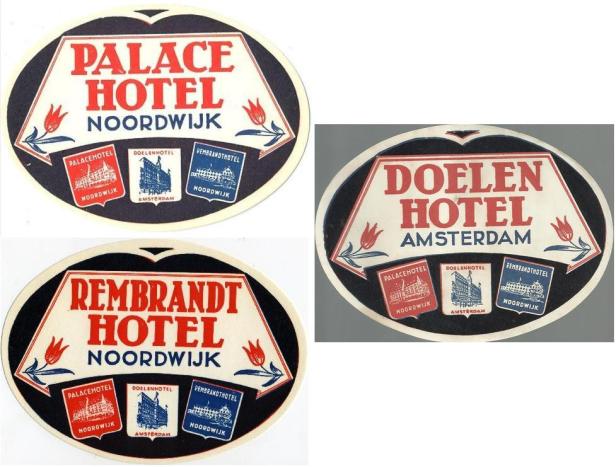 PALACE
HOTEL
NOORDWIJK
PALACEHOTEL
NOORDWIJK
DOELENHOTEL
AMSTERDAM
REMBRANDTHOTEL
NOORDWIJK
DOELEN
HOTEL
AMSTERDAM
PALACEHOTEL
NOORDWIJK
DOELENHOTEL
AMSTERDAM
REMBRANDTHOTEL
NOORDWIJK
REMBRANDT
HOTEL
NOORDWIJK
PALACEHOTEL
NOORDWIJK
DOELENHOTEL
AMSTERDAM
REMBRANDTHOTEL
NOORDWIJK